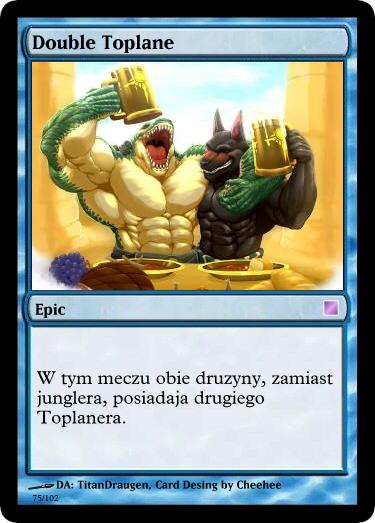 Double Toplane
Epic
W tym meczu obie druzyny, zamiast
junglera, posiadaja drugiego
Toplanera.
DA: TitanDraugen, Card Desing by Cheehee
75/102